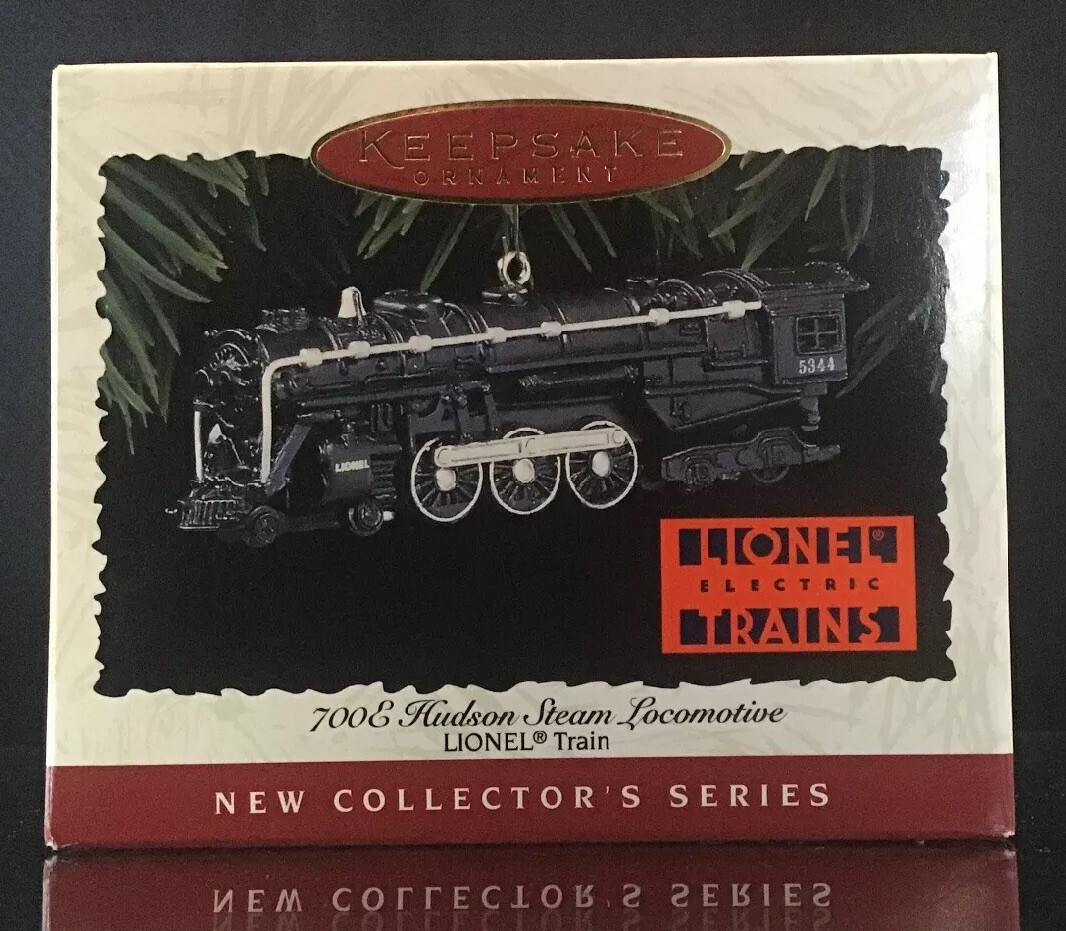 KEEPSAKE
ORNAMENT
5344
LIONEL
LIONEL®
ELECTRIC
TRAINS
700E Hudson Steam Locomotive
LIONEL® Train
NEW COLLECTOR'S SERIES
NEW COLLECTOR'S SERIES